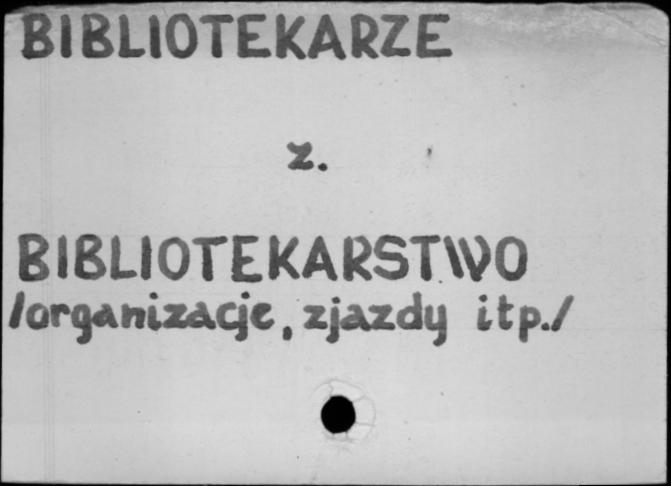 BIBLIOTEKARZE
z.
BIBLIOTEKARSTWO
/organizacje, zjazdy itp./